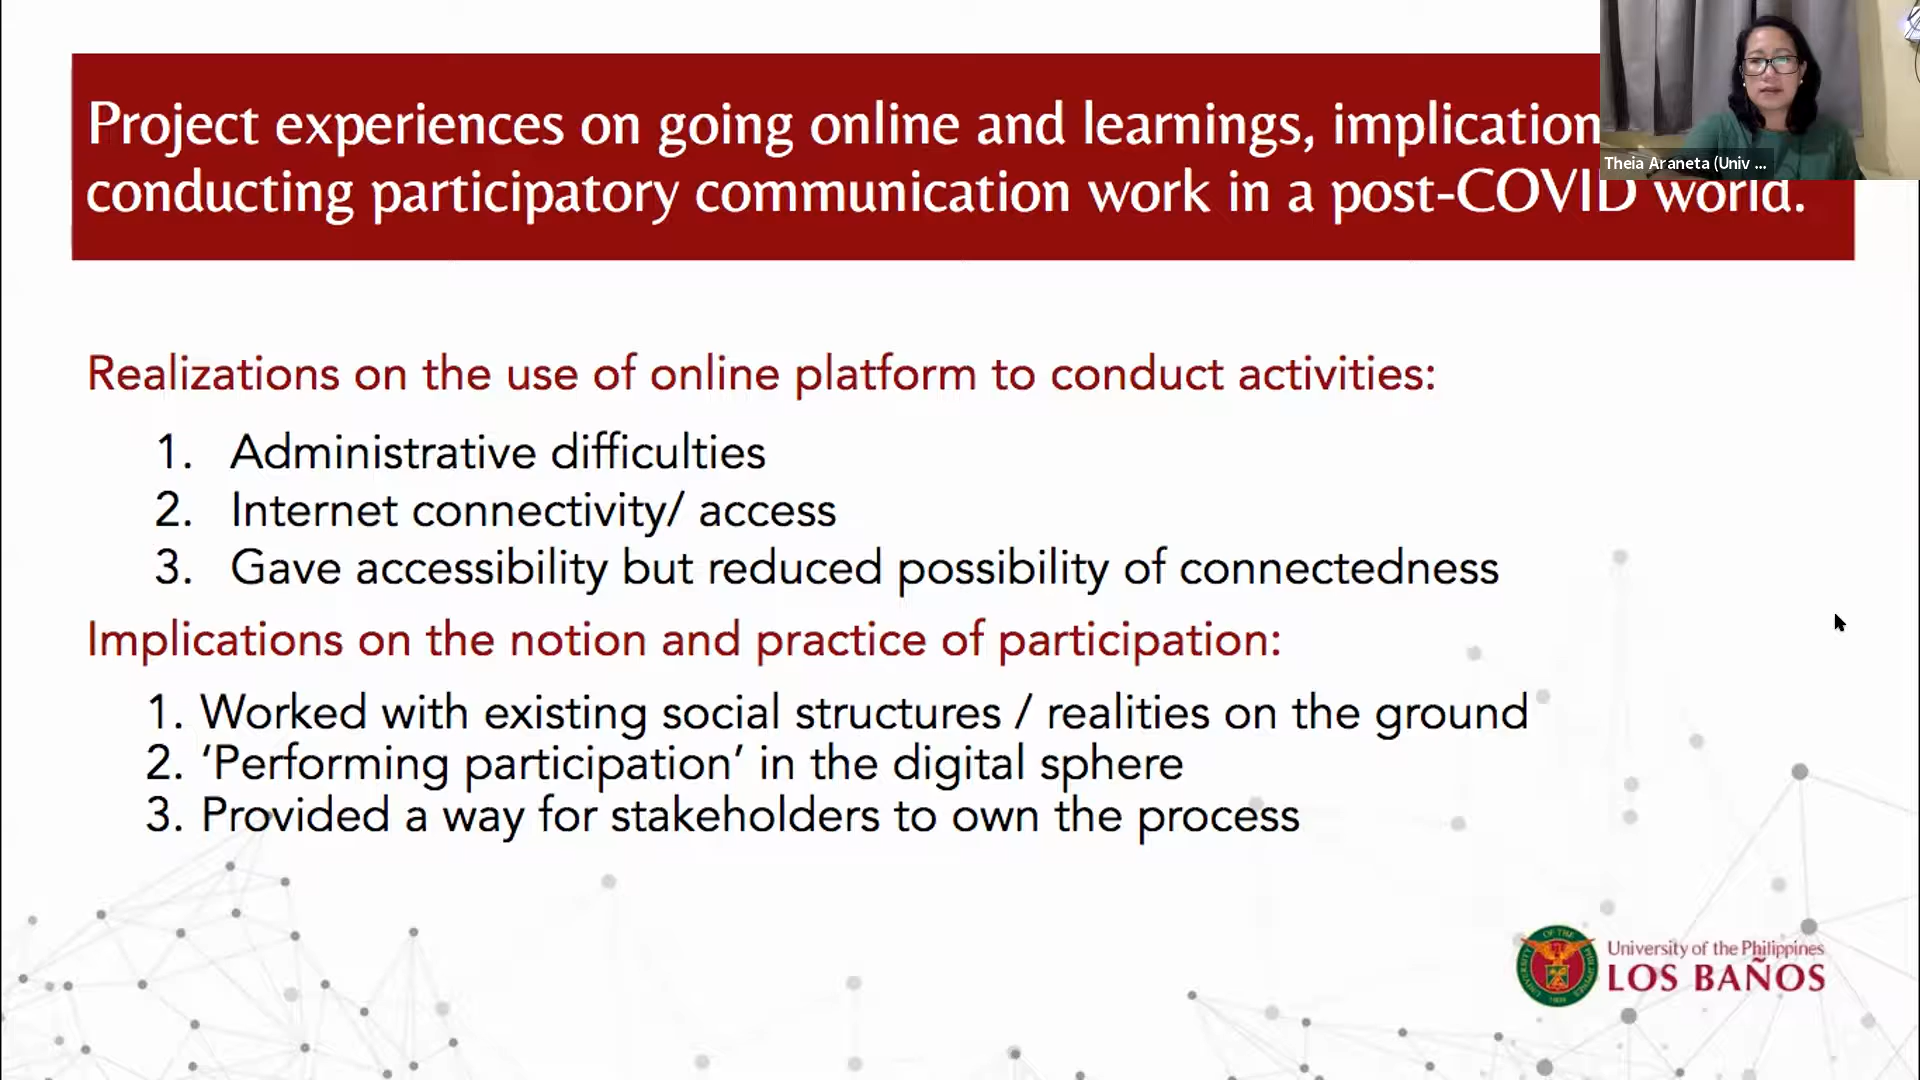 Project experiences on going online and learnings, implication
conducting participatory communication work in a post-COVID world.
Theia Araneta (Univ ...
Realizations on the use of online platform to conduct activities:
1. Administrative difficulties
2. Internet connectivity/ access
3. Gave accessibility but reduced possibility of connectedness
Implications on the notion and practice of participation:
1. Worked with existing social structures / realities on the ground
2. ‘Performing participation’ in the digital sphere
3. Provided a way for stakeholders to own the process
University of the Philippines
LOS BAÑOS